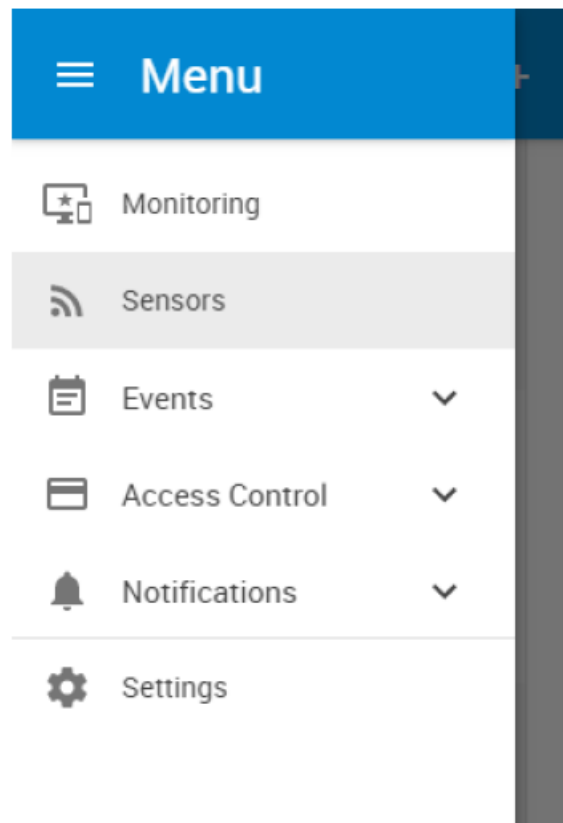 Menu
Monitoring
Sensors
Events
Access Control
Notifications
Settings